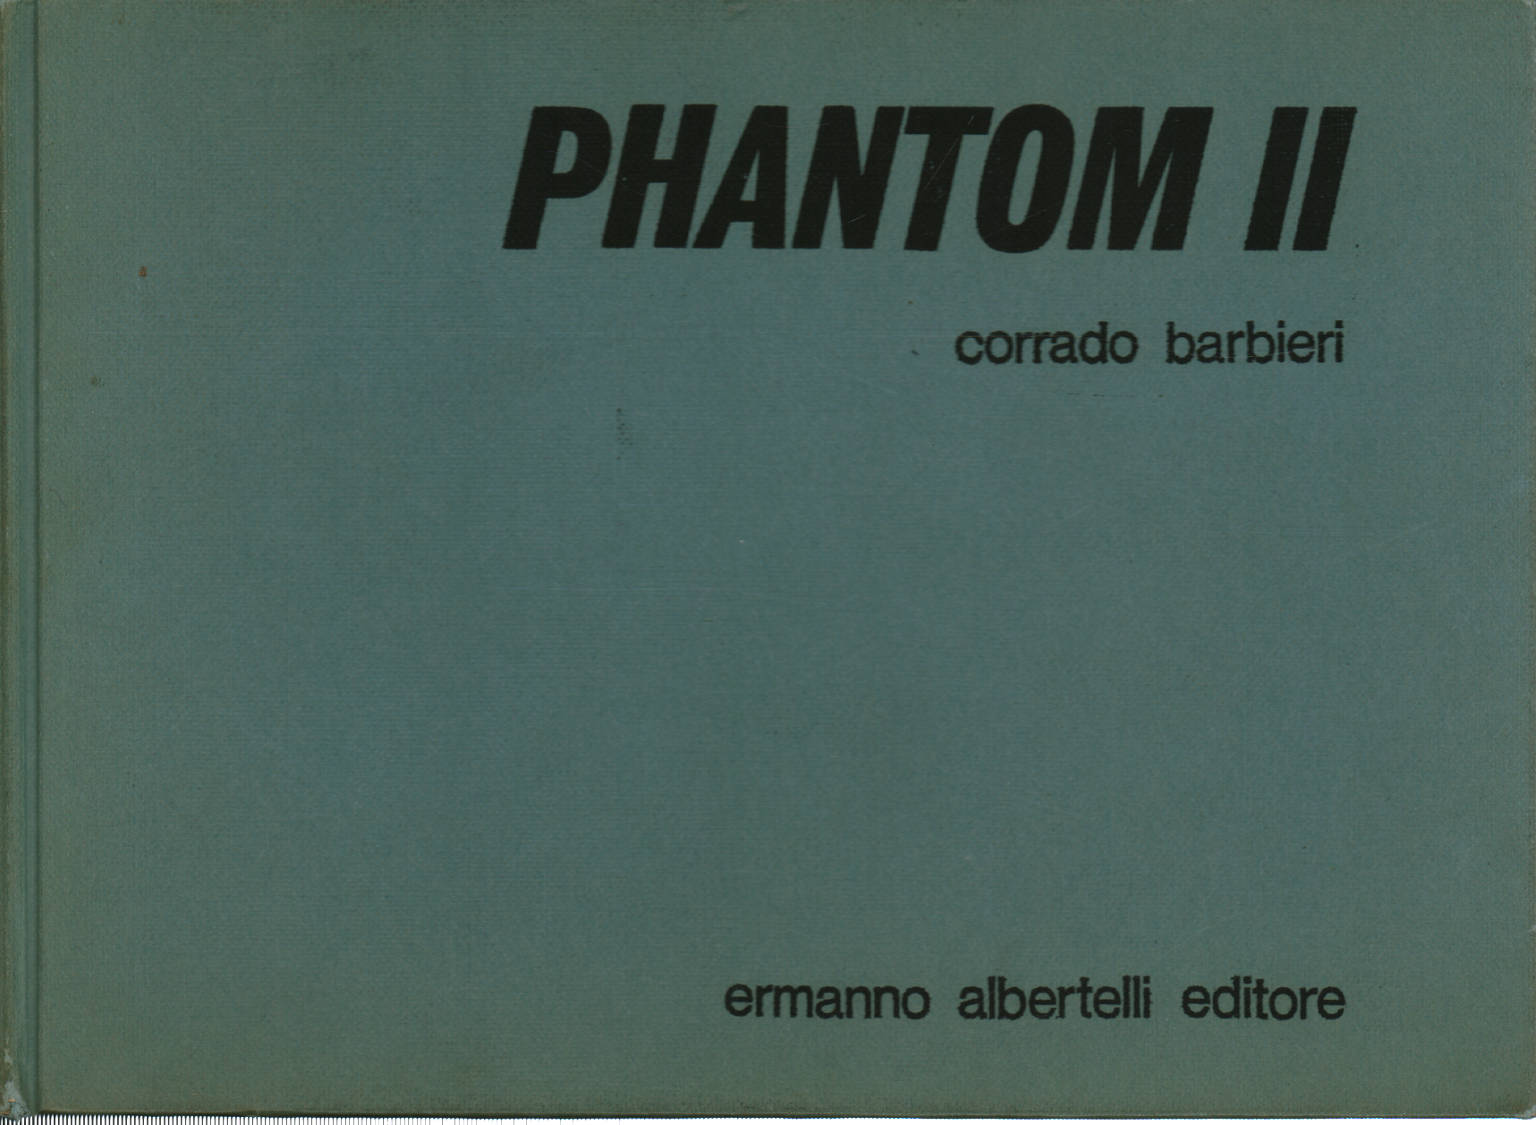 PHANTOM II
corrado barbieri
ermanno albertelli editore